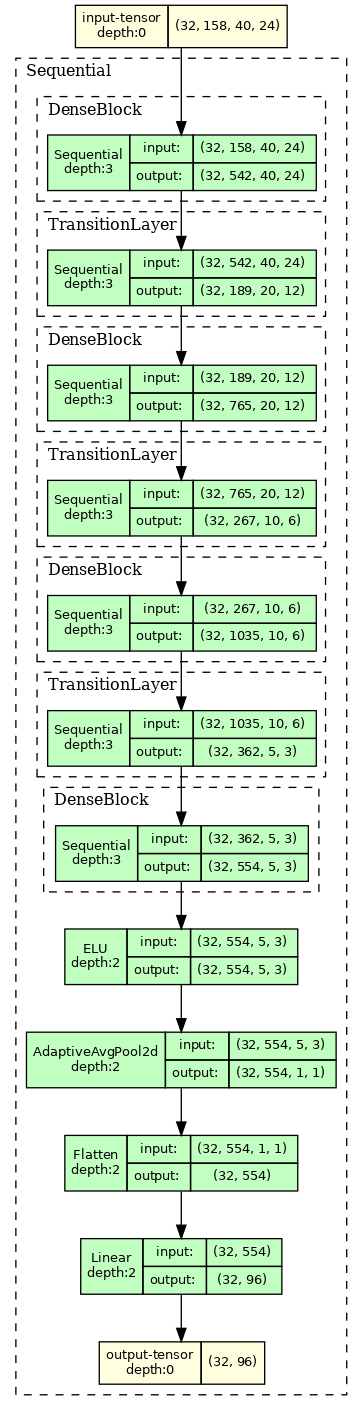 input-tensor
depth:0
(32, 158, 40, 24)
Sequential
DenseBlock
Sequential
depth:3
input:
(32, 158, 40, 24)
output:
(32, 542, 40, 24)
TransitionLayer
Sequential
depth:3
input:
(32, 542, 40, 24)
output:
(32, 189, 20, 12)
DenseBlock
Sequential
depth:3
input:
(32, 189, 20, 12)
output:
(32, 765, 20, 12)
TransitionLayer
Sequential
depth:3
input:
(32, 765, 20, 12)
output:
(32, 267, 10, 6)
DenseBlock
Sequential
depth:3
input:
(32, 267, 10, 6)
output:
(32, 1035, 10, 6)
TransitionLayer
Sequential
depth:3
input:
(32, 1035, 10, 6)
output:
(32, 362, 5, 3)
DenseBlock
Sequential
depth:3
input:
(32, 362, 5, 3)
output:
(32, 554, 5, 3)
ELU
depth:2
input:
(32, 554, 5, 3)
output:
(32, 554, 5, 3)
AdaptiveAvgPool2d
depth:2
input:
(32, 554, 5, 3)
output:
(32, 554, 1, 1)
Flatten
depth:2
input:
(32, 554, 1, 1)
output:
(32, 554)
Linear
depth:2
input:
(32, 554)
output:
(32, 96)
output-tensor
depth:0
(32, 96)